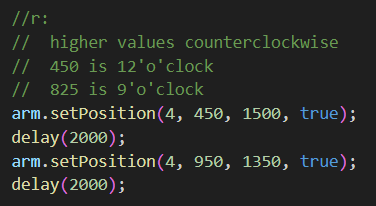 //r:
//  higher values counterclockwise
//  450 is 12'o'clock
//  825 is 9'o'clock
arm.setPosition(4, 450, 1500, true);
delay(2000);
arm.setPosition(4, 950, 1350, true);
delay(2000);